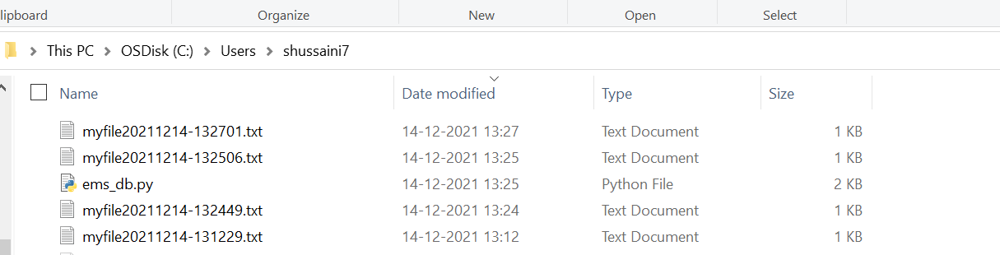 lipboard Organize New Open Select
This PC OSDisk (C:) Users shussaini7
Name Date modified Type Size
myfile20211214-132701.txt 14-12-2021 13:27 Text Document 1 KB
myfile20211214-132506.txt 14-12-2021 13:25 Text Document 1 KB
ems_db.py 14-12-2021 13:25 Python File 2 KB
myfile20211214-132449.txt 14-12-2021 13:24 Text Document 1 KB
myfile20211214-131229.txt 14-12-2021 13:12 Text Document 1 KB